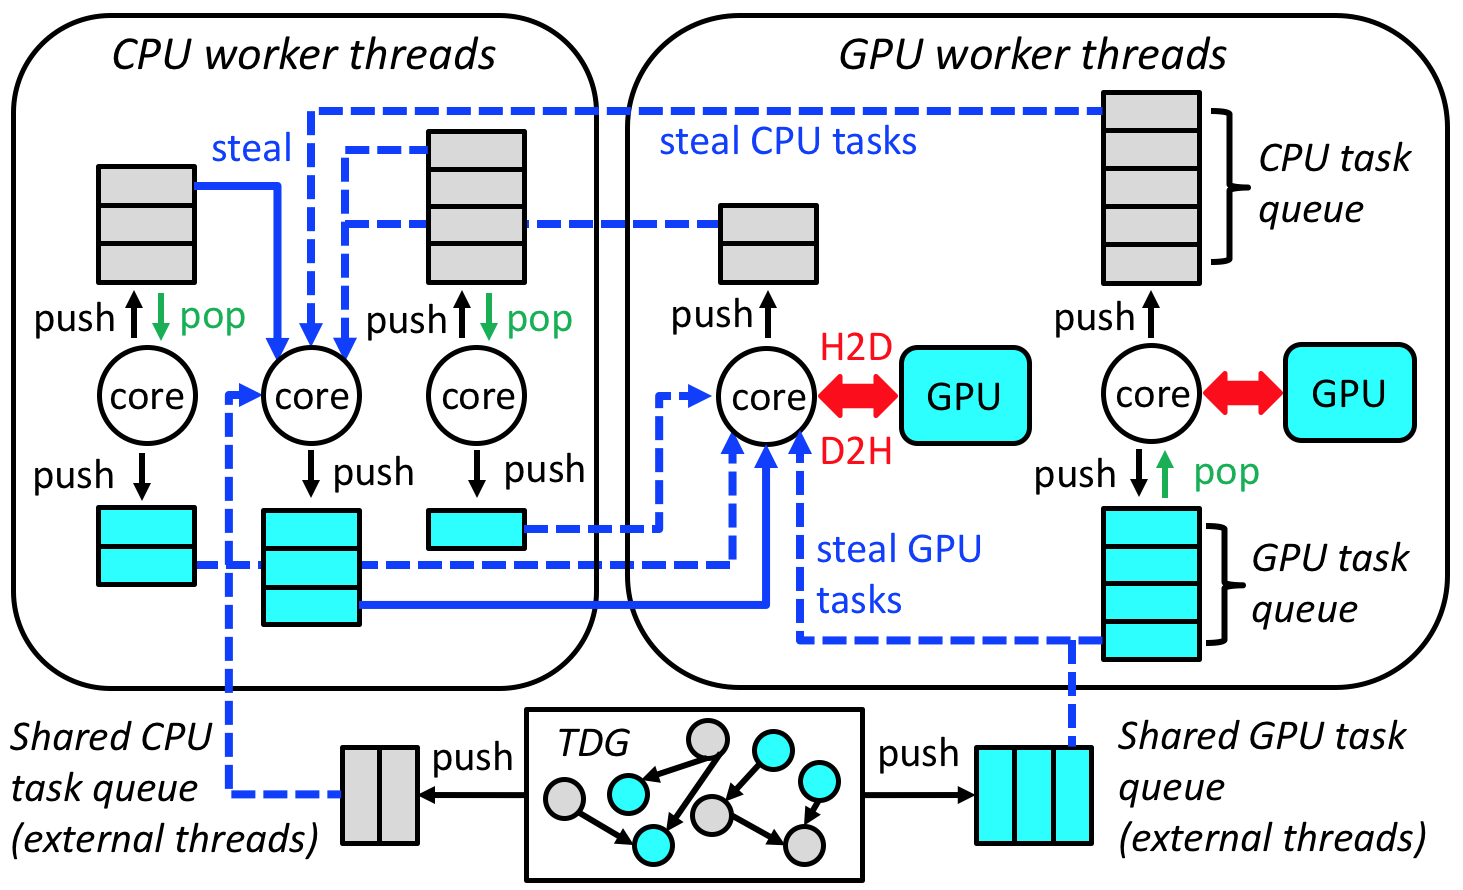 CPU worker threads
GPU worker threads
steal
steal CPU tasks
CPU task
queue
push
pop
push
pop
push
push
H2D
core
core
core
core
GPU
core
GPU
D2H
push
push
push
push
pop
steal GPU
tasks
GPU task
queue
Shared CPU
task queue
(external threads)
push
TDG
push
Shared GPU task
queue
(external threads)